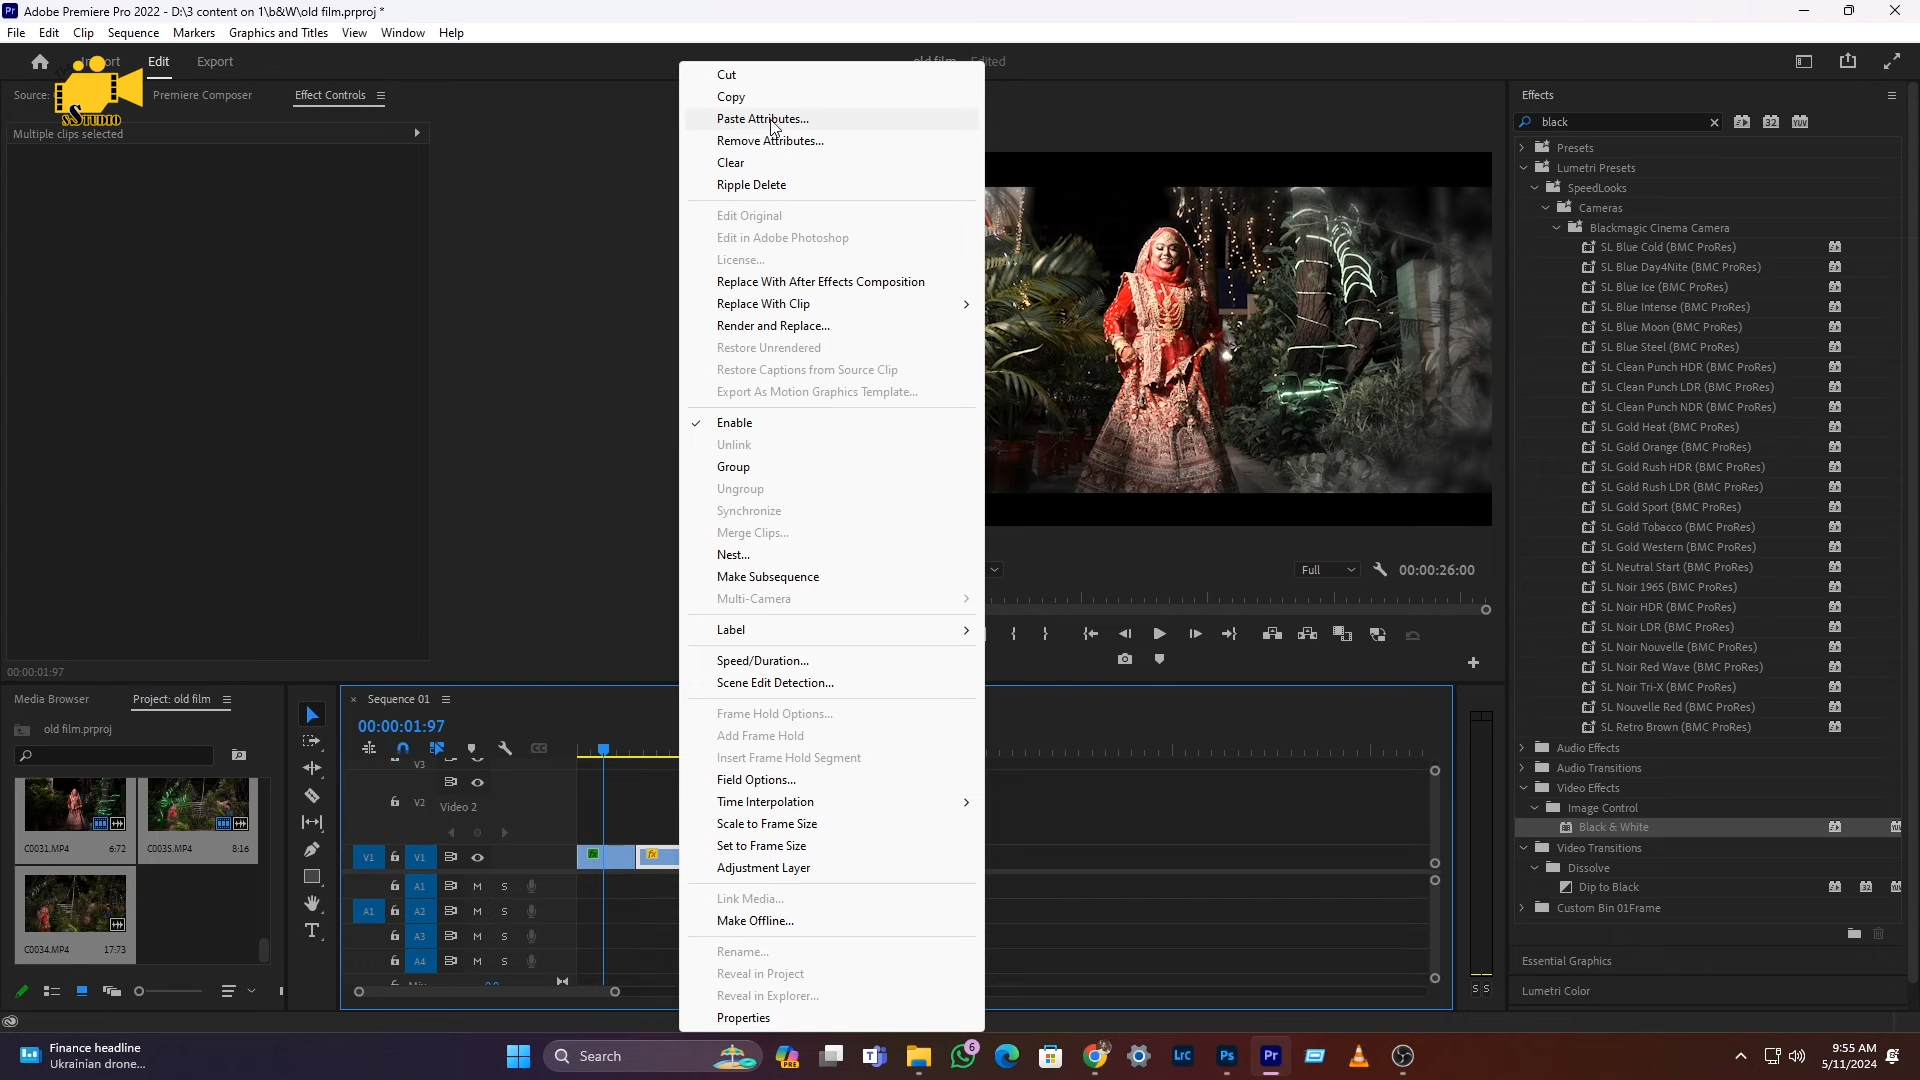 Adobe Premiere Pro 2022 - D:\3 content on 1\b&W\old film.prproj *
File Edit Clip Sequence Markers Graphics and Titles View Window Help
Edit Export
Edited
Source: Premiere Composer Effect Controls
SSTUDIO
Multiple clips selected
Cut
Copy
Paste Attributes...
Remove Attributes...
Clear
Ripple Delete
Edit Original
Edit in Adobe Photoshop
License...
Replace With After Effects Composition
Replace With Clip
Render and Replace...
Restore Unrendered
Restore Captions from Source Clip
Export As Motion Graphics Template...
Enable
Unlink
Group
Ungroup
Synchronize
Merge Clips...
Nest...
Make Subsequence
Multi-Camera
Label
Speed/Duration...
Scene Edit Detection...
Frame Hold Options...
Add Frame Hold
Insert Frame Hold Segment
Field Options...
Time Interpolation
Scale to Frame Size
Set to Frame Size
Adjustment Layer
Link Media...
Make Offline...
Rename...
Reveal in Project
Reveal in Explorer...
Properties
Full 00:00:26:00
Effects
black
32 YUV
Presets
Lumetri Presets
SpeedLooks
Cameras
Blackmagic Cinema Camera
SL Blue Cold (BMC ProRes)
SL Blue Day4Nite (BMC ProRes)
SL Blue Ice (BMC ProRes)
SL Blue Intense (BMC ProRes)
SL Blue Moon (BMC ProRes)
SL Blue Steel (BMC ProRes)
SL Clean Punch HDR (BMC ProRes)
SL Clean Punch LDR (BMC ProRes)
SL Clean Punch NDR (BMC ProRes)
SL Gold Heat (BMC ProRes)
SL Gold Orange (BMC ProRes)
SL Gold Rush HDR (BMC ProRes)
SL Gold Rush LDR (BMC ProRes)
SL Gold Sport (BMC ProRes)
SL Gold Tobacco (BMC ProRes)
SL Gold Western (BMC ProRes)
SL Neutral Start (BMC ProRes)
SL Noir 1965 (BMC ProRes)
SL Noir HDR (BMC ProRes)
SL Noir LDR (BMC ProRes)
SL Noir Nouvelle (BMC ProRes)
SL Noir Red Wave (BMC ProRes)
SL Noir Tri-X (BMC ProRes)
SL Nouvelle Red (BMC ProRes)
SL Retro Brown (BMC ProRes)
Audio Effects
Audio Transitions
Video Effects
Image Control
Black & White
Video Transitions
Dissolve
Dip to Black
Custom Bin 01Frame
Essential Graphics
Lumetri Color
00:00:01:97
Media Browser Project: old film
old film.prproj
C0031.MP4 6:72
C0035.MP4 8:16
C0034.MP4 17:73
Sequence 01
00:00:01:97
V3
V2 Video 2
V1 V1
A1 M S
A1 A2 M S
A3 M S
A4 M S
S S
Finance headline
Ukrainian drone...
Search
PRE
6
Lrc
Ps
Pr
9:55 AM
5/11/2024